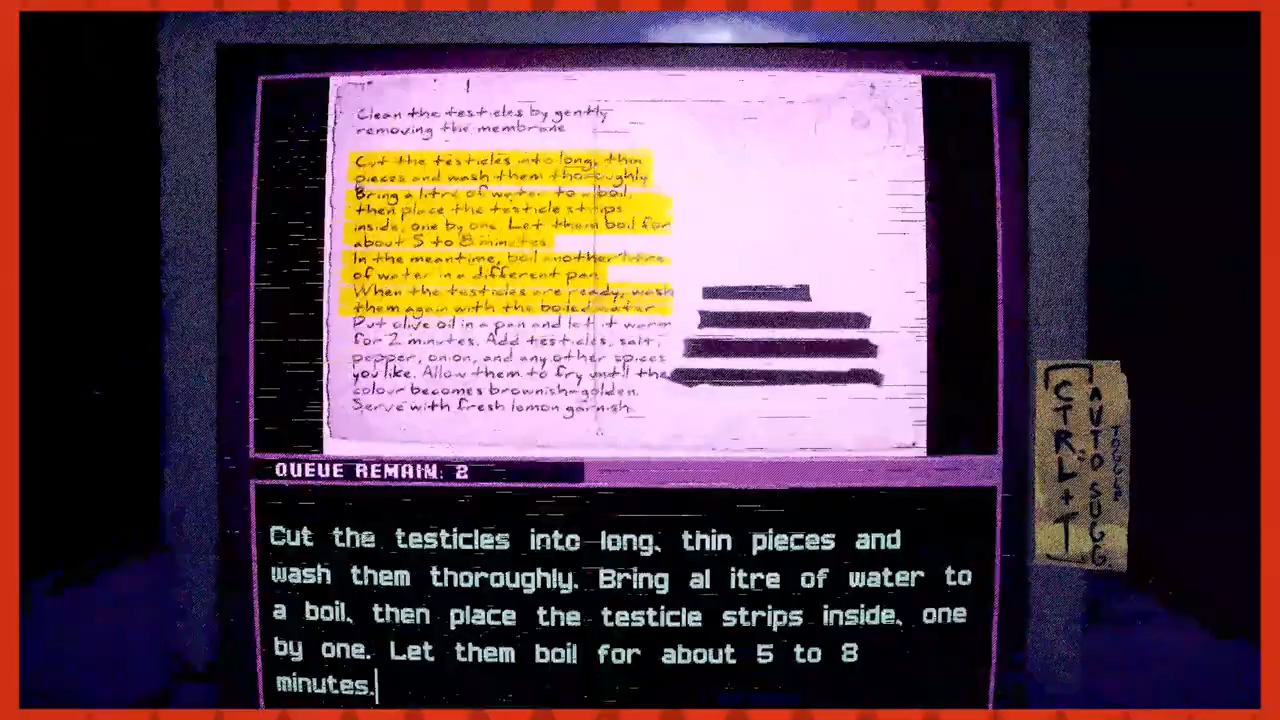 Clean the testicles by gently
removing the membrane
Cut the testicles into long, thin
pieces and wash them thoroughly
Bring a litre of water to a boil,
then place the testicle strips
inside, one by one. Let them boil for
about 5 to 8 minutes.
In the meantime, boil another litre
of water in a different pan.
When the testicles are ready, wash
them again with the boiled water
Put olive oil in a pan and let it warm
for 2 minutes. Add testicles, salt,
pepper, onion, and any other spices
you like. Allow them to fry until the
colour becomes brownish-golden.
Serve with fresh lemon garnish.
QUEUE REMAIN: 2
Cut the testicles into long, thin pieces and
wash them thoroughly. Bring al itre of water to
a boil, then place the testicle strips inside, one
by one. Let them boil for about 5 to 8
minutes.
CTRL+T
AUTO SUGG
TOGGLE